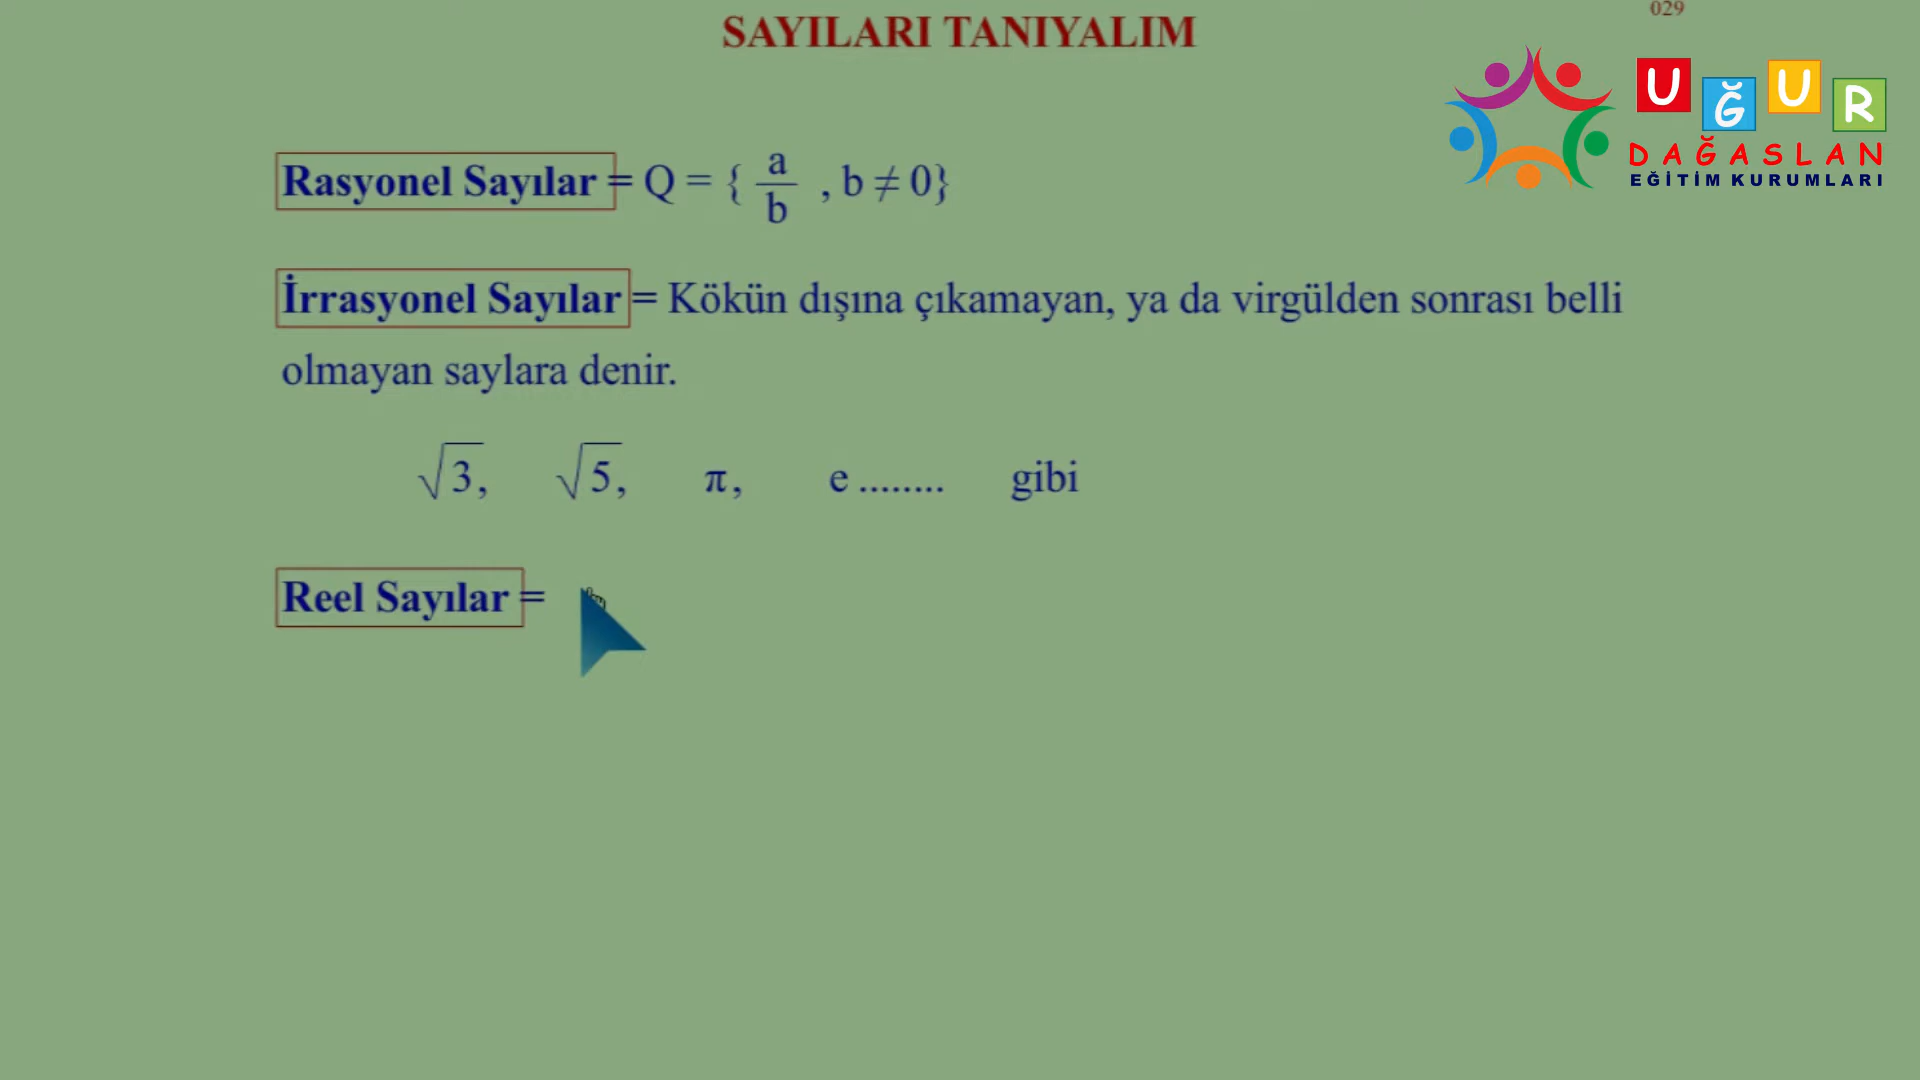 SAYILARI TANIYALIM
029
UĞUR
DAĞASLAN
EĞİTİM KURUMLARI
Rasyonel Sayılar = Q = { a/b , b ≠ 0}
İrrasyonel Sayılar = Kökün dışına çıkamayan, ya da virgülden sonrası belli
olmayan saylara denir.
√3, √5, π, e ........ gibi
Reel Sayılar =